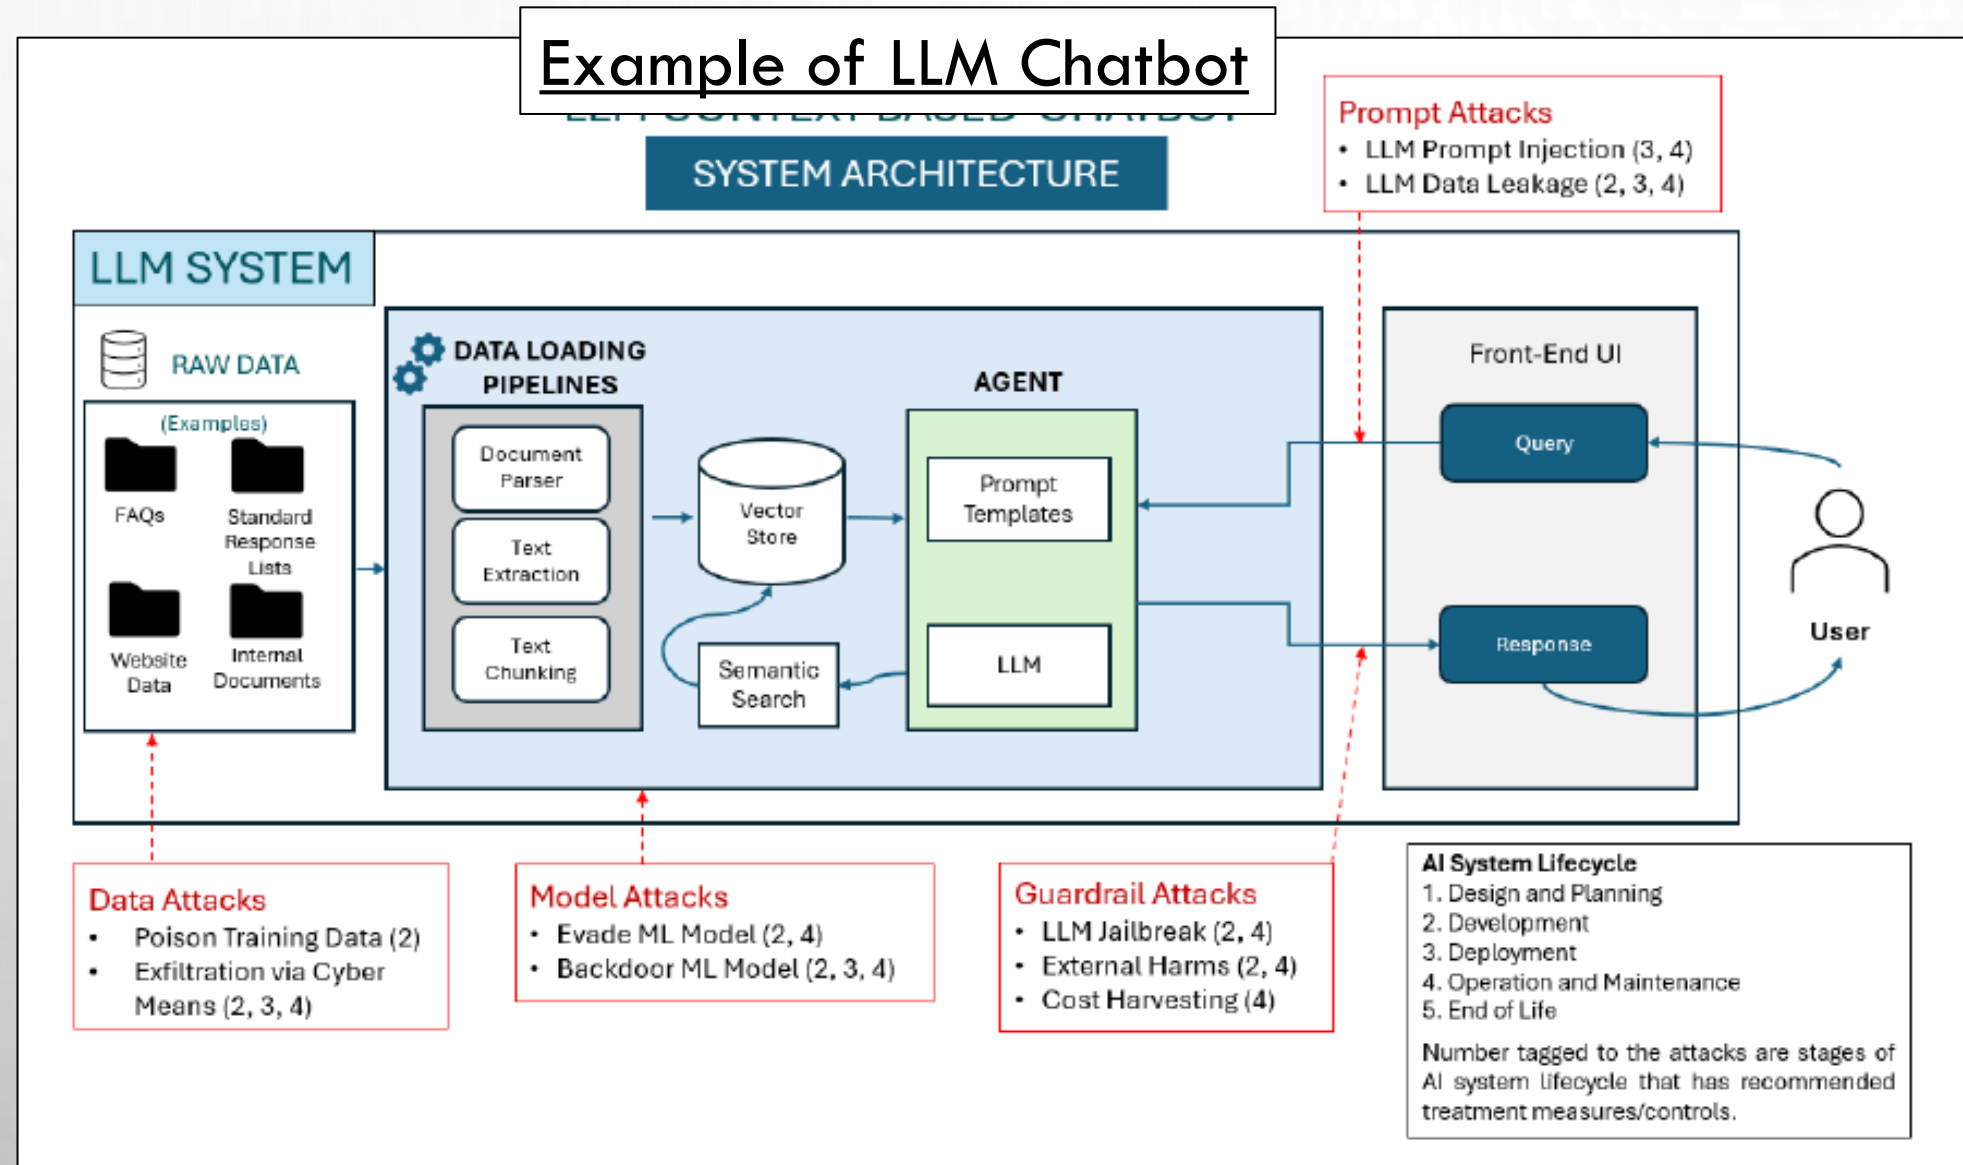 Example of LLM Chatbot
SYSTEM ARCHITECTURE
Prompt Attacks
• LLM Prompt Injection (3, 4)
• LLM Data Leakage (2, 3, 4)
LLM SYSTEM
RAW DATA
(Examples)
FAQs
Standard
Response
Lists
Website
Data
Internal
Documents
DATA LOADING
PIPELINES
Document
Parser
Text
Extraction
Text
Chunking
Vector
Store
Semantic
Search
AGENT
Prompt
Templates
LLM
Front-End UI
Query
Response
User
Data Attacks
• Poison Training Data (2)
• Exfiltration via Cyber
Means (2, 3, 4)
Model Attacks
• Evade ML Model (2, 4)
• Backdoor ML Model (2, 3, 4)
Guardrail Attacks
• LLM Jailbreak (2, 4)
• External Harms (2, 4)
• Cost Harvesting (4)
AI System Lifecycle
1. Design and Planning
2. Development
3. Deployment
4. Operation and Maintenance
5. End of Life
Number tagged to the attacks are stages of
AI system lifecycle that has recommended
treatment measures/controls.